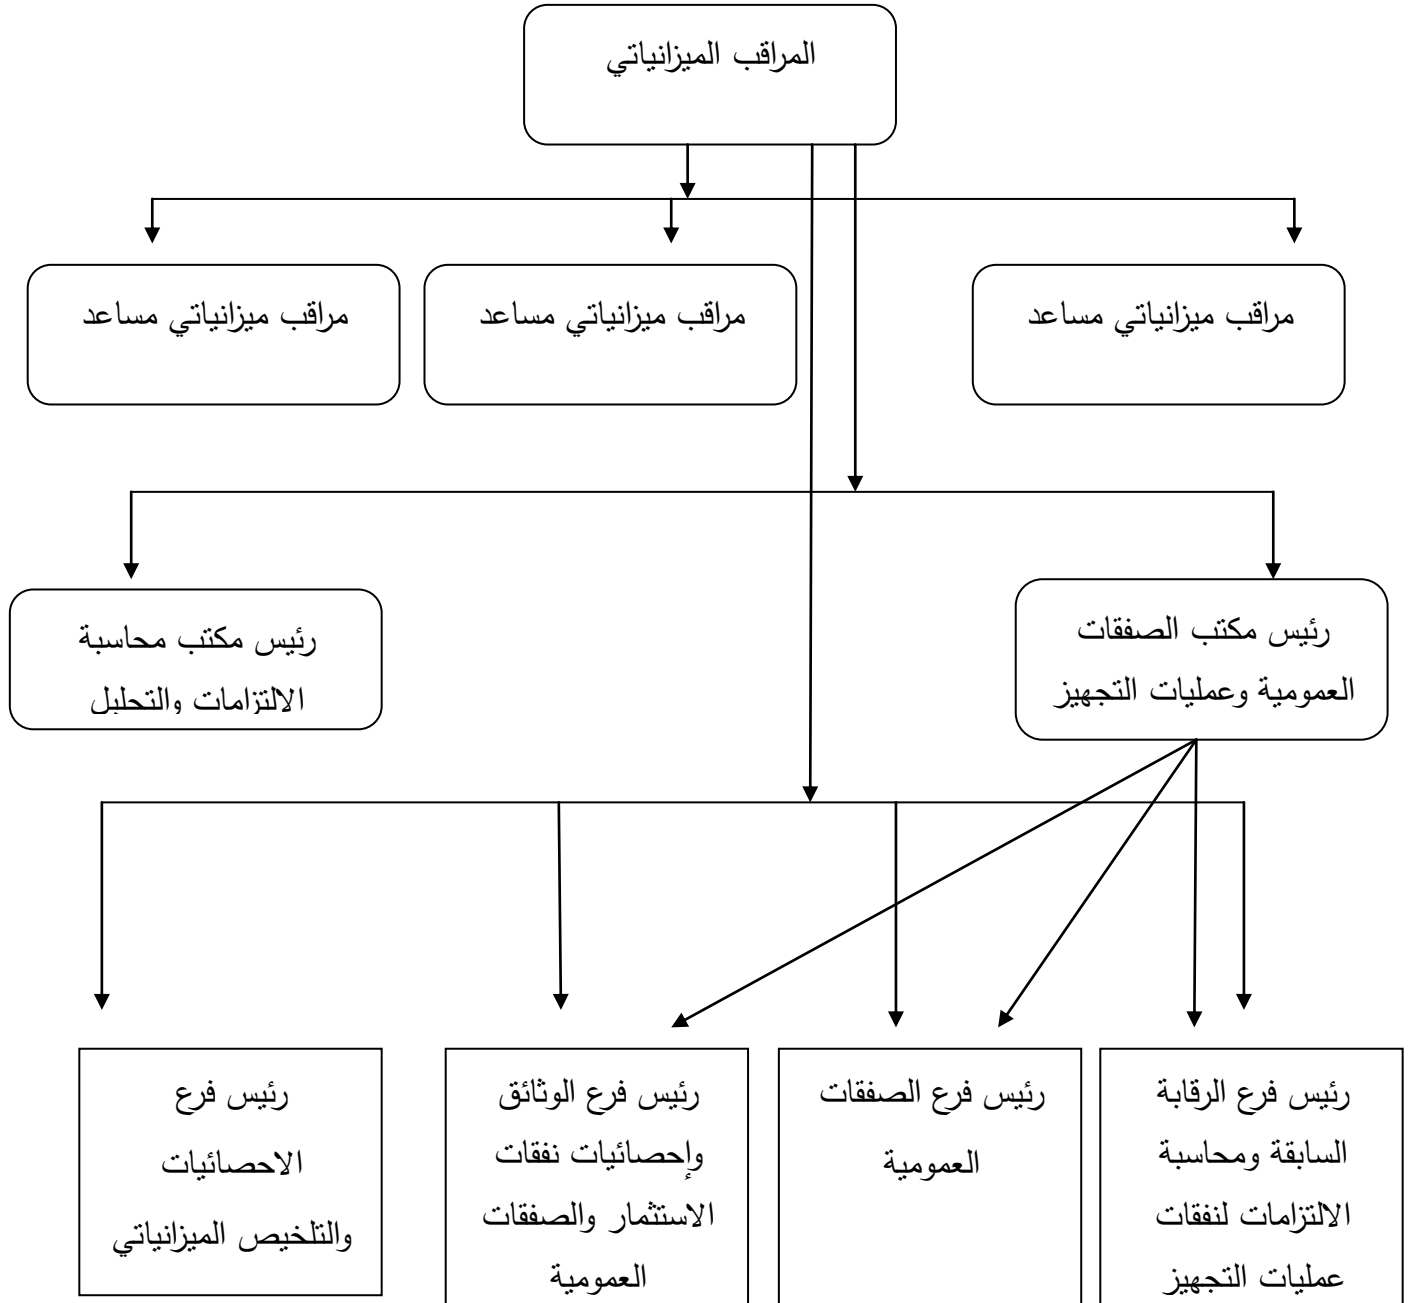 المراقب الميزانياتي
مراقب ميزانياتي مساعد
مراقب ميزانياتي مساعد
مراقب ميزانياتي مساعد
رئيس مكتب الصفقات
العمومية وعمليات التجهيز
رئيس مكتب محاسبة
الالتزامات والتحليل
رئيس فرع الرقابة
السابقة ومحاسبة
الالتزامات لنفقات
عمليات التجهيز
رئيس فرع الصفقات
العمومية
رئيس فرع الوثائق
وإحصائيات نفقات
الاستثمار والصفقات
العمومية
رئيس فرع
الاحصائيات
والتلخيص الميزانياتي